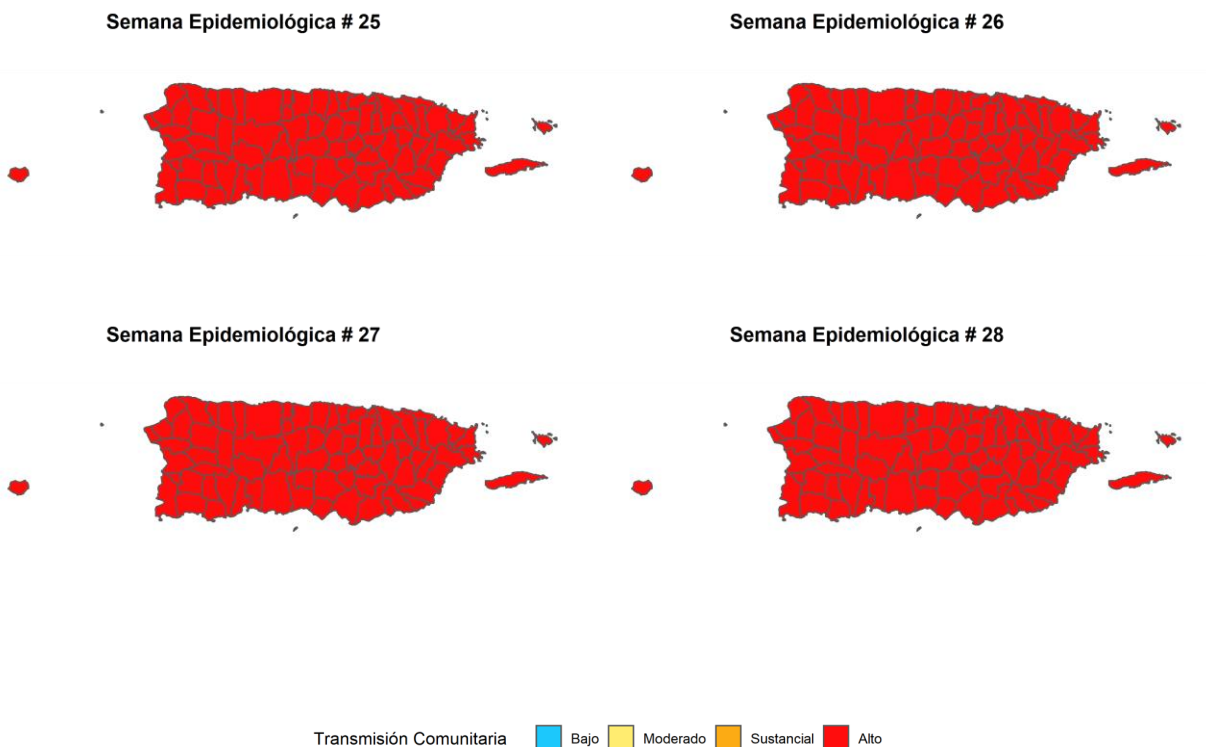 Semana Epidemiológica # 25
Semana Epidemiológica # 26
Semana Epidemiológica # 27
Semana Epidemiológica # 28
Transmisión Comunitaria Bajo Moderado Sustancial Alto